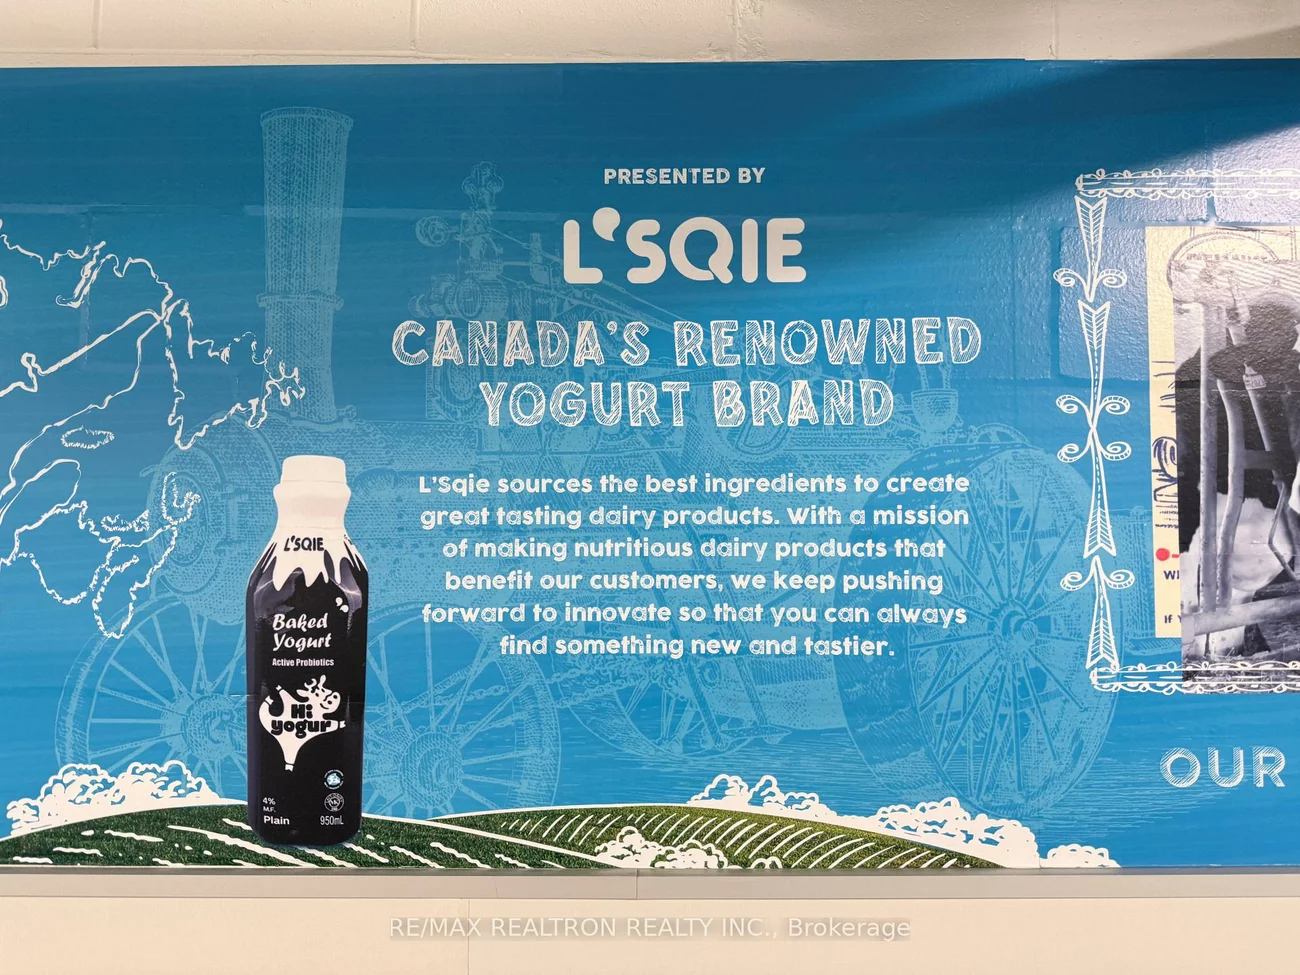 PRESENTED BY
L'SQIE
CANADA'S RENOWNED
YOGURT BRAND
L'Sqie sources the best ingredients to create
great tasting dairy products. With a mission
of making nutritious dairy products that
benefit our customers, we keep pushing
forward to innovate so that you can always
find something new and tastier.
L'SQIE
Baked
Yogurt
Active Probiotics
Hi
yogur
4%
M.F.
Plain
950mL
OUR
RE/MAX REALTRON REALTY INC., Brokerage